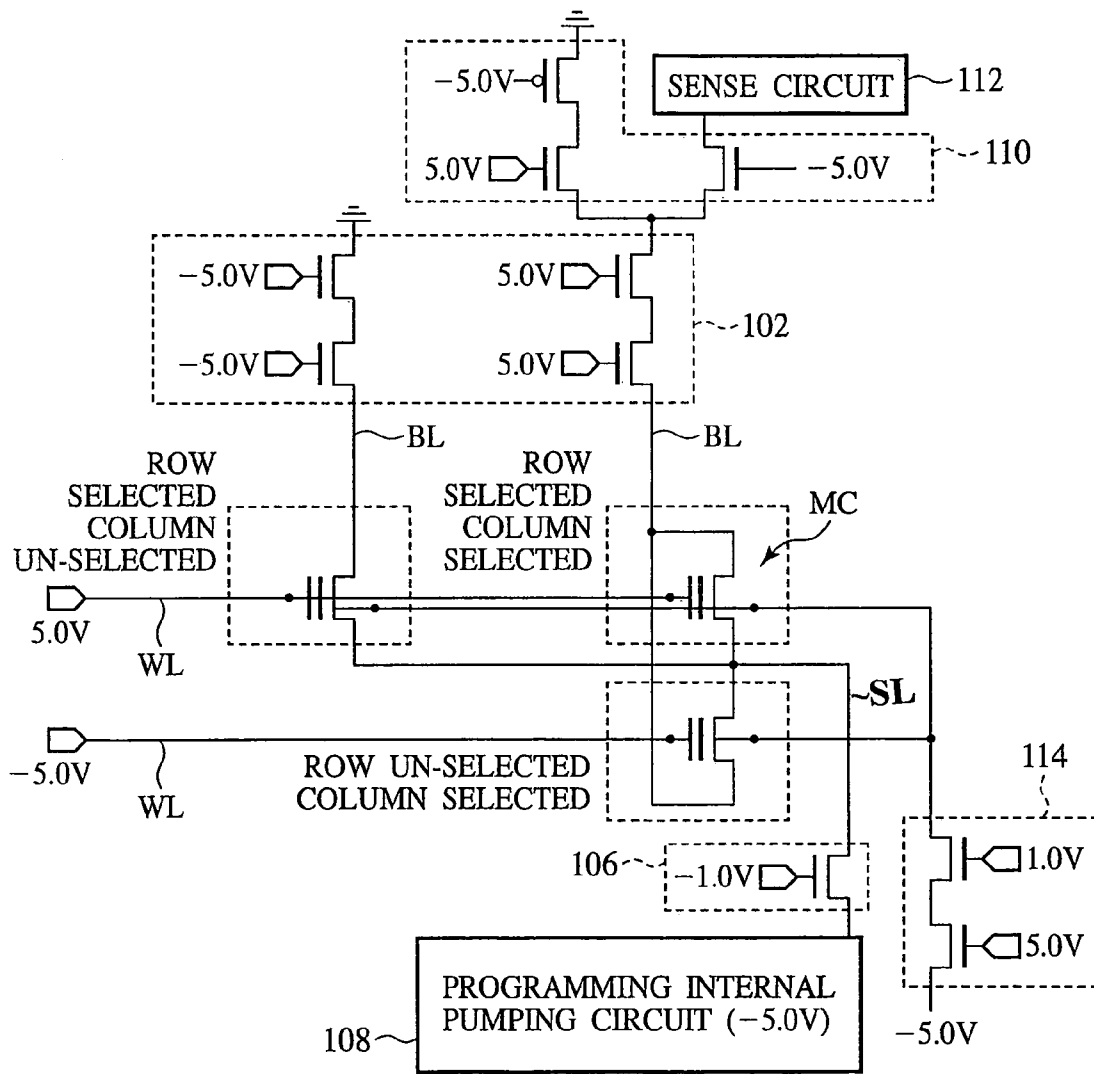 −5.0V
SENSE CIRCUIT
112
5.0V
−5.0V
110
−5.0V
5.0V
−5.0V
5.0V
102
BL
BL
ROW
SELECTED
COLUMN
UN-SELECTED
ROW
SELECTED
COLUMN
SELECTED
MC
5.0V
WL
SL
−5.0V
WL
ROW UN-SELECTED
COLUMN SELECTED
114
106
−1.0V
1.0V
5.0V
−5.0V
PROGRAMMING INTERNAL
PUMPING CIRCUIT (−5.0V)
108